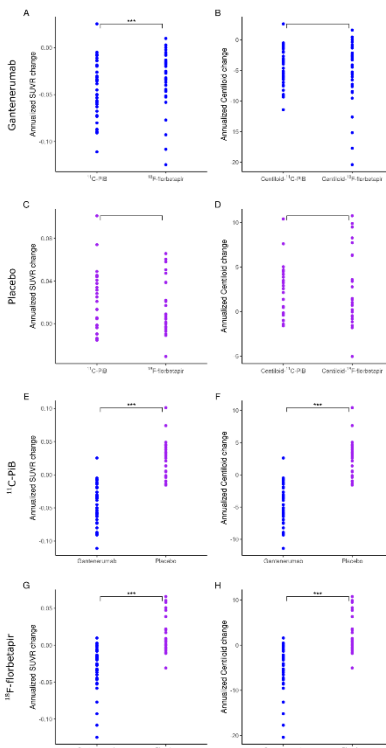 A
B
Gantenerumab
Annualized SUVR change
0.00
-0.05
-0.10
***
¹¹C-PiB
¹⁸F-florbetapir
Annualized Centiloid change
0
-5
-10
15
20
Centiloid-¹¹C-PiB
Centiloid-¹⁸F-florbetapir
C
D
Placebo
Annualized SUVR change
0.08
0.04
0.00
¹¹C-PiB
¹⁸F-florbetapir
Annualized Centiloid change
10
5
0
5
Centiloid-¹¹C-PiB
Centiloid-¹⁸F-florbetapir
E
F
¹¹C-PiB
Annualized SUVR change
0.10
0.05
0.00
-0.05
-0.10
***
Gantenerumab
Placebo
Annualized Centiloid change
10
5
0
-5
-10
***
Gantenerumab
Placebo
G
H
¹⁸F-florbetapir
Annualized SUVR change
0.05
0.00
-0.05
-0.10
***
Annualized Centiloid change
10
0
-10
-20
***